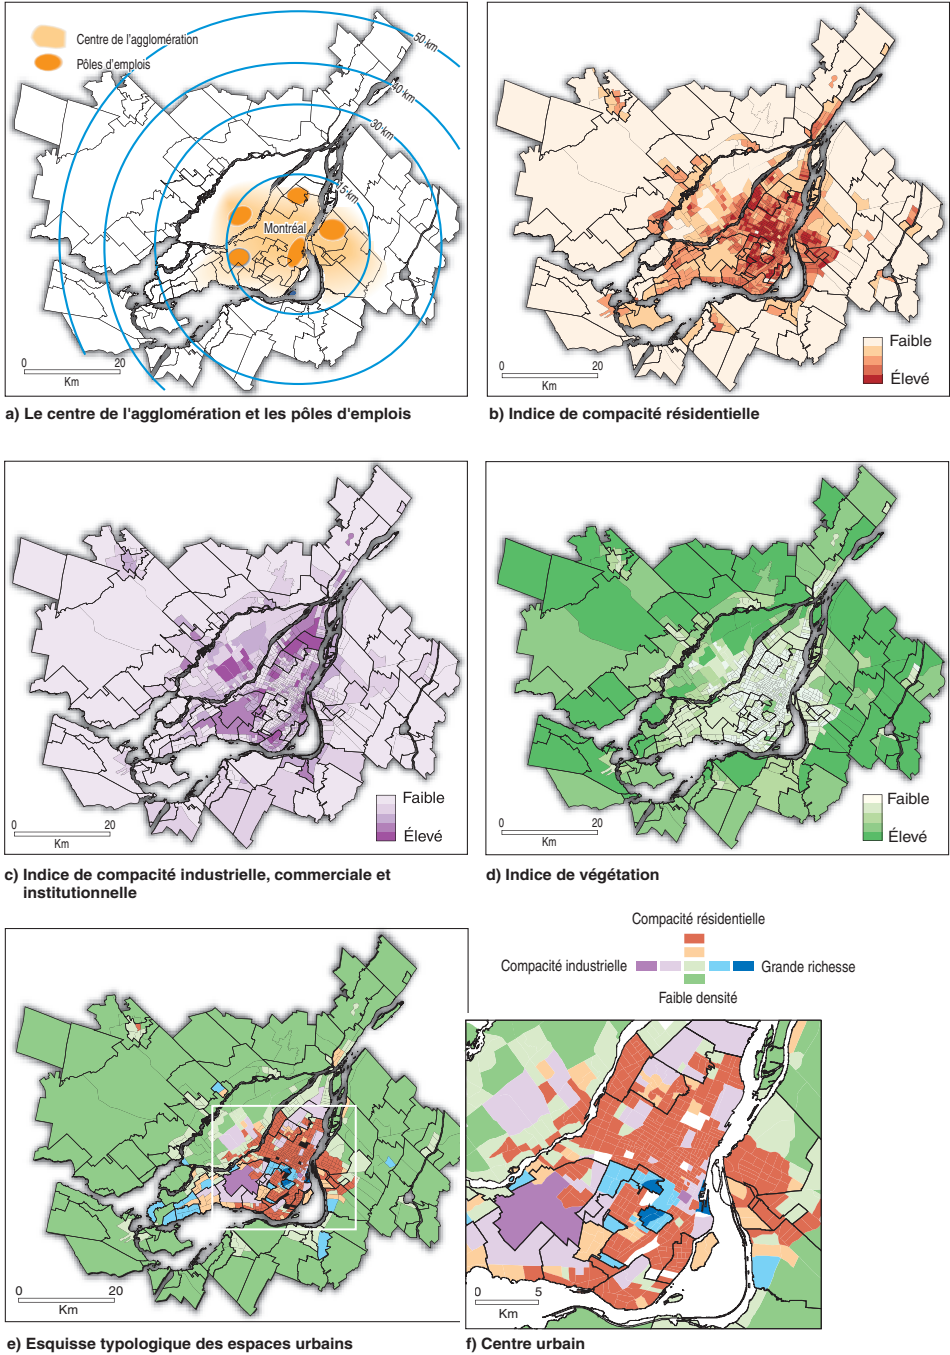 Centre de l'agglomération
Pôles d'emplois
50 km
40 km
30 km
15 km
Montréal
0 20
Km
a) Le centre de l'agglomération et les pôles d'emplois
Faible
Élevé
0 20
Km
b) Indice de compacité résidentielle
Faible
Élevé
0 20
Km
c) Indice de compacité industrielle, commerciale et
institutionnelle
Faible
Élevé
0 20
Km
d) Indice de végétation
Compacité résidentielle
Compacité industrielle Grande richesse
Faible densité
0 20
Km
e) Esquisse typologique des espaces urbains
0 5
Km
f) Centre urbain